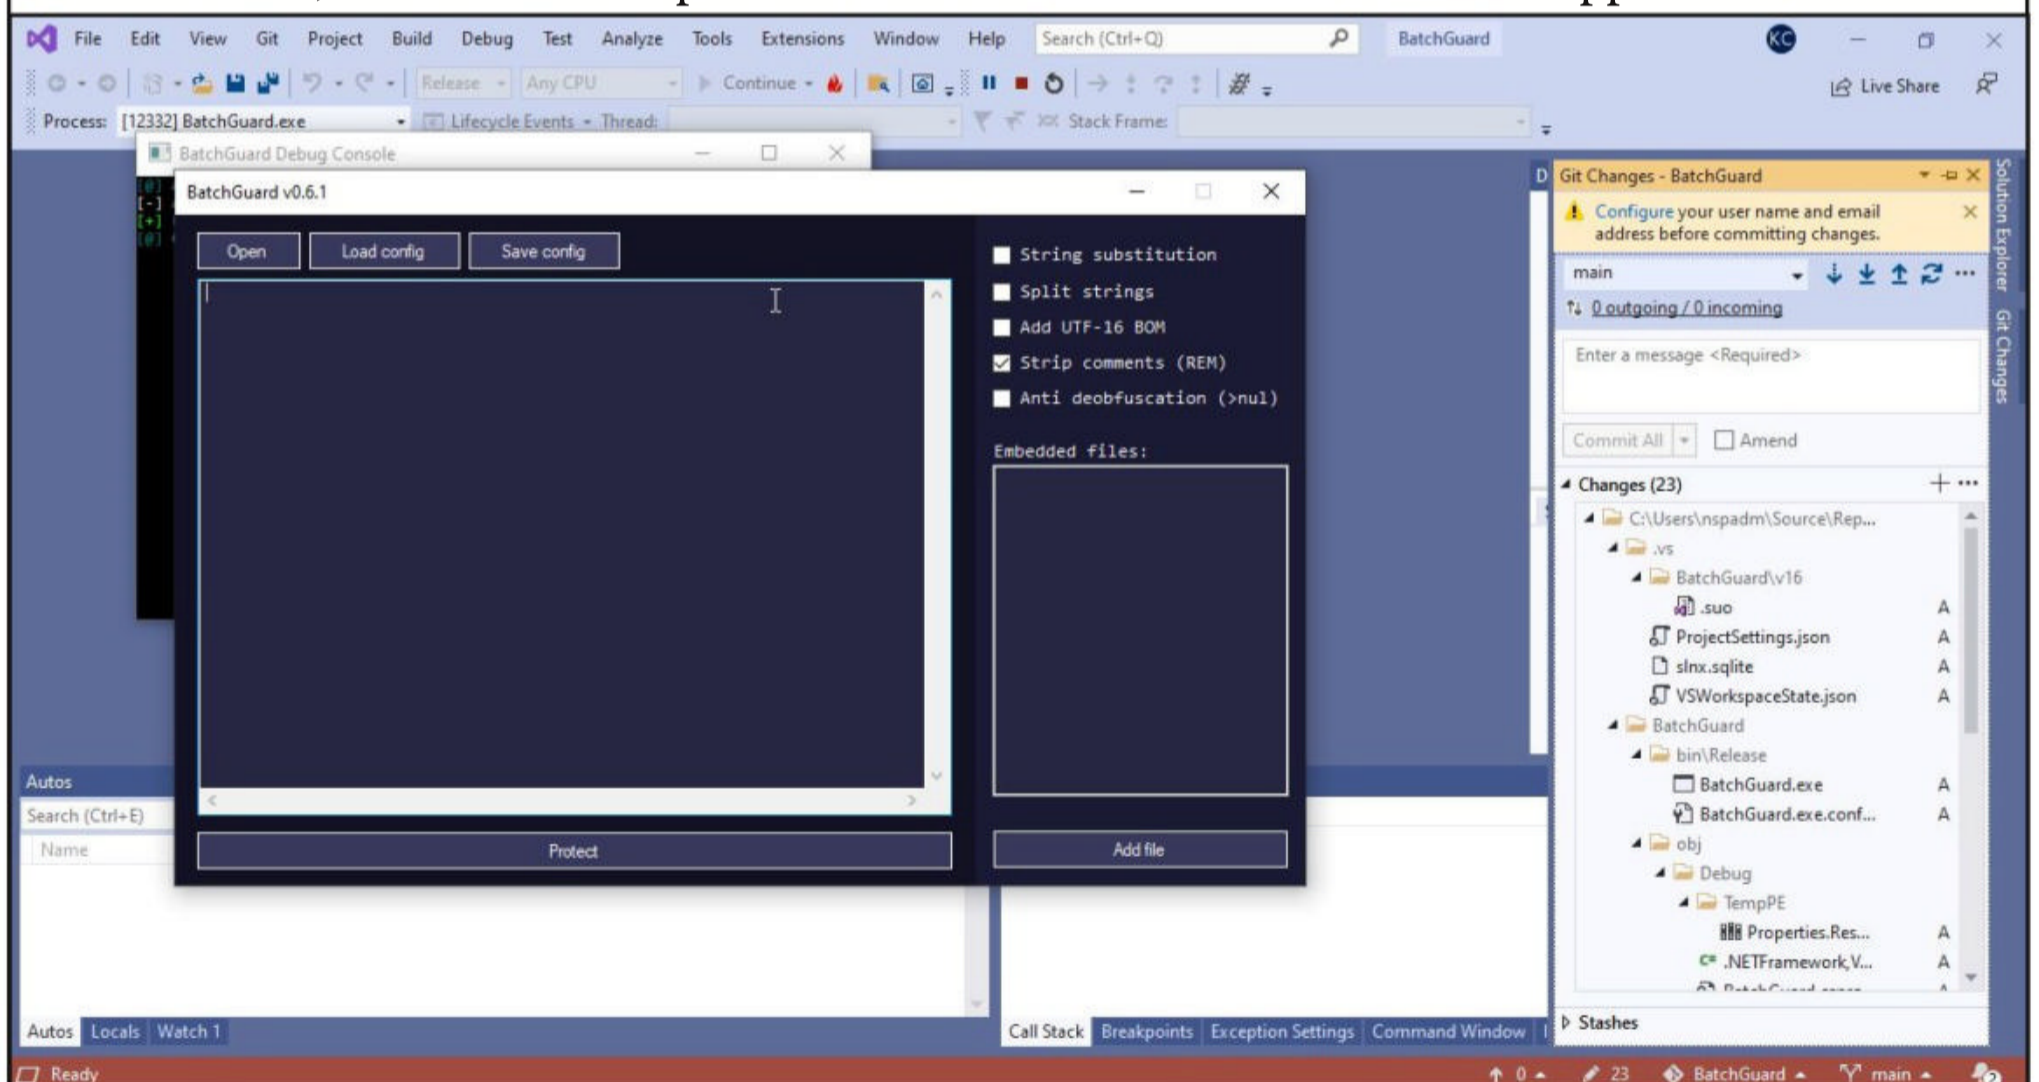 File Edit View Git Project Build Debug Test Analyze Tools Extensions Window Help Search (Ctrl+Q) BatchGuard KC
Release Any CPU Continue Live Share
Process: [12332] BatchGuard.exe Lifecycle Events Thread: Stack Frame:
BatchGuard Debug Console
[@]
[-]
[+]
[@]
BatchGuard v0.6.1
Open Load config Save config
String substitution
Split strings
Add UTF-16 BOM
Strip comments (REM)
Anti deobfuscation (>nul)
Embedded files:
Protect
Add file
Autos
Search (Ctrl+E)
Name
Autos Locals Watch 1
Call Stack Breakpoints Exception Settings Command Window
D
Git Changes - BatchGuard
Configure your user name and email
address before committing changes.
main
0 outgoing / 0 incoming
Enter a message <Required>
Commit All Amend
Changes (23)
C:\Users\nspadm\Source\Rep...
.vs
BatchGuard\v16
.suo A
ProjectSettings.json A
slnx.sqlite A
VSWorkspaceState.json A
BatchGuard
bin\Release
BatchGuard.exe A
BatchGuard.exe.conf... A
obj
Debug
TempPE
Properties.Res... A
C# .NETFramework,V... A
Stashes
Solution Explorer
Git Changes
Ready 0 23 BatchGuard main 2